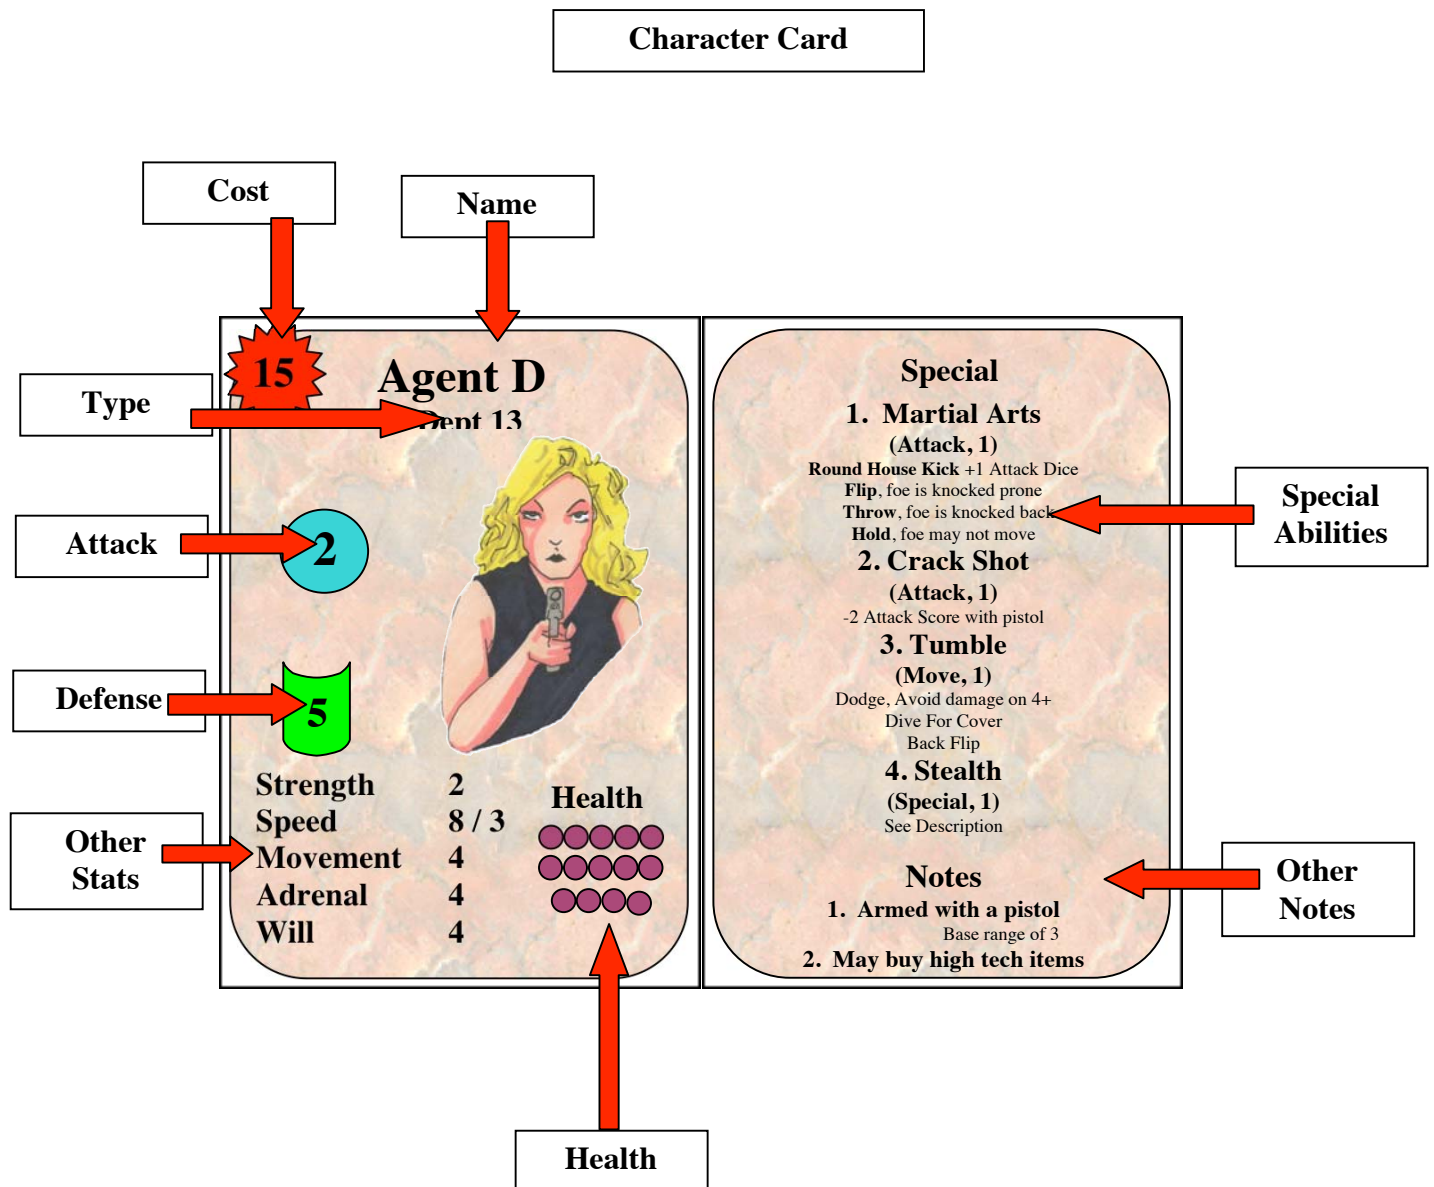 Character Card
Cost
Name
Type
Attack
Defense
Other
Stats
15
Agent D
Dept 13
2
5
Strength 2
Speed 8 / 3
Movement 4
Adrenal 4
Will 4
Health
Special
1. Martial Arts
(Attack, 1)
Round House Kick +1 Attack Dice
Flip, foe is knocked prone
Throw, foe is knocked back
Hold, foe may not move
2. Crack Shot
(Attack, 1)
-2 Attack Score with pistol
3. Tumble
(Move, 1)
Dodge, Avoid damage on 4+
Dive For Cover
Back Flip
4. Stealth
(Special, 1)
See Description
Notes
1. Armed with a pistol
Base range of 3
2. May buy high tech items
Special
Abilities
Other
Notes
Health